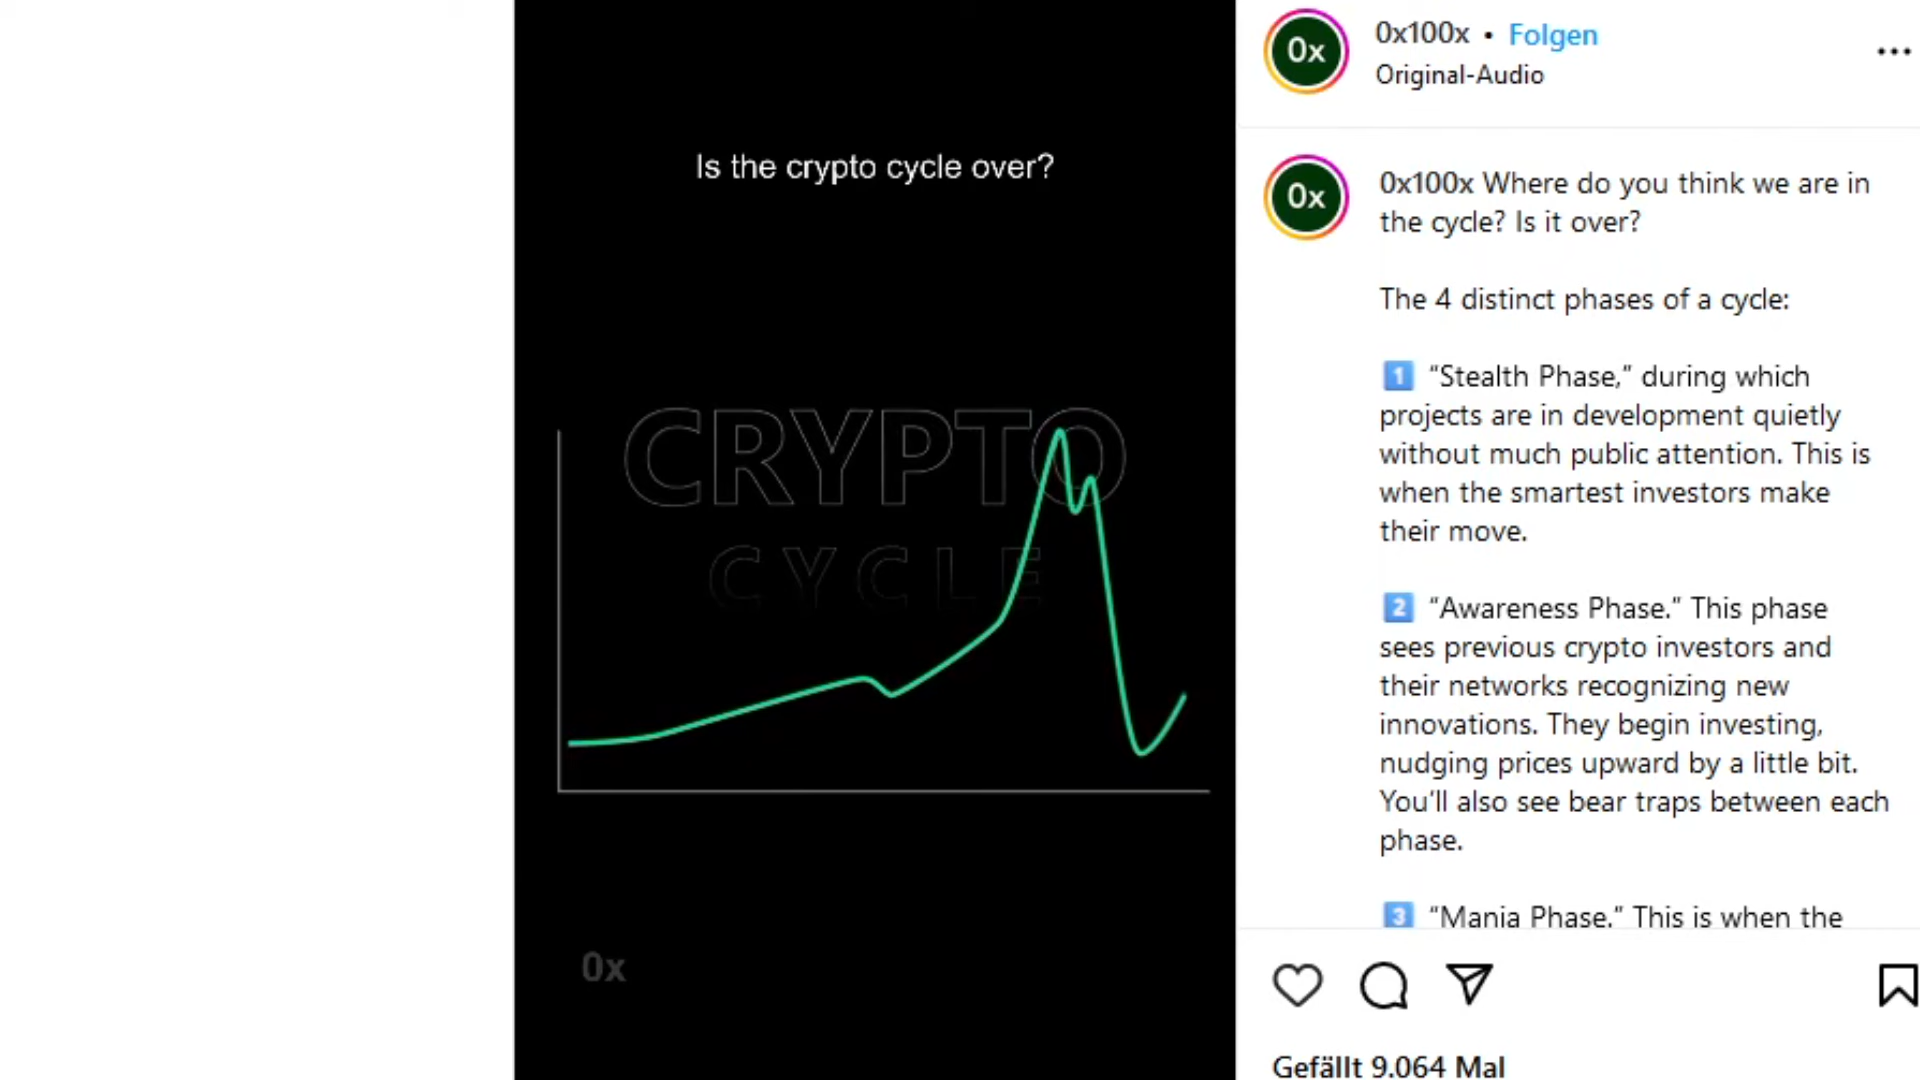 Is the crypto cycle over?
CRYPTO
CYCLE
0x
0x
0x100x • Folgen
Original-Audio
0x
0x100x Where do you think we are in
the cycle? Is it over?
The 4 distinct phases of a cycle:
1 “Stealth Phase,” during which
projects are in development quietly
without much public attention. This is
when the smartest investors make
their move.
2 “Awareness Phase.” This phase
sees previous crypto investors and
their networks recognizing new
innovations. They begin investing,
nudging prices upward by a little bit.
You’ll also see bear traps between each
phase.
3 “Mania Phase.” This is when the
Gefällt 9.064 Mal